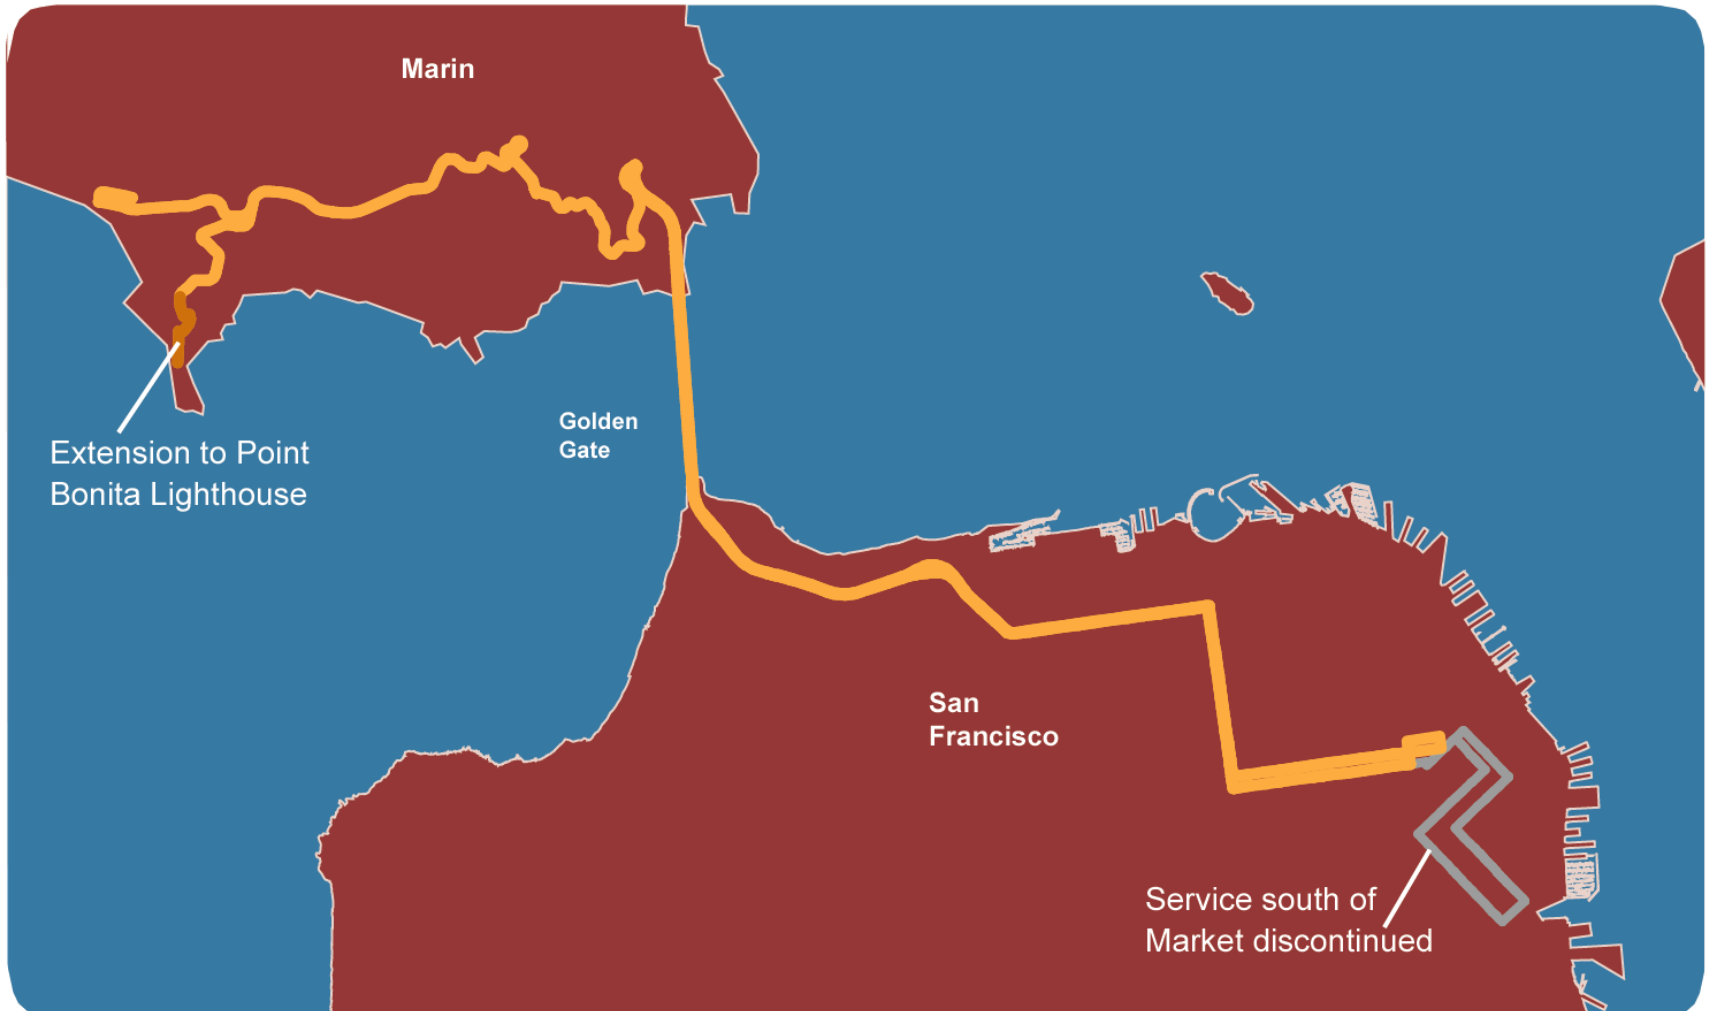 Marin
Golden
Gate
Extension to Point
Bonita Lighthouse
San
Francisco
Service south of
Market discontinued